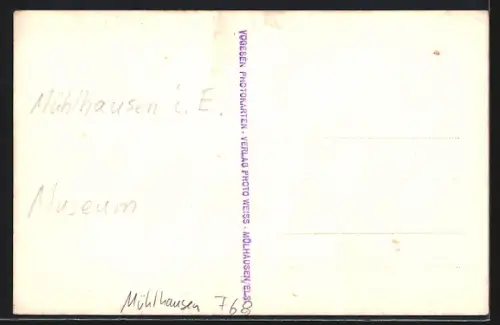 Mühlhausen i. E.
Museum
VOGESEN PHOTOKARTEN - VERLAG PHOTO WEISS - MÜLHAUSEN/ELS
Mühlhausen 768